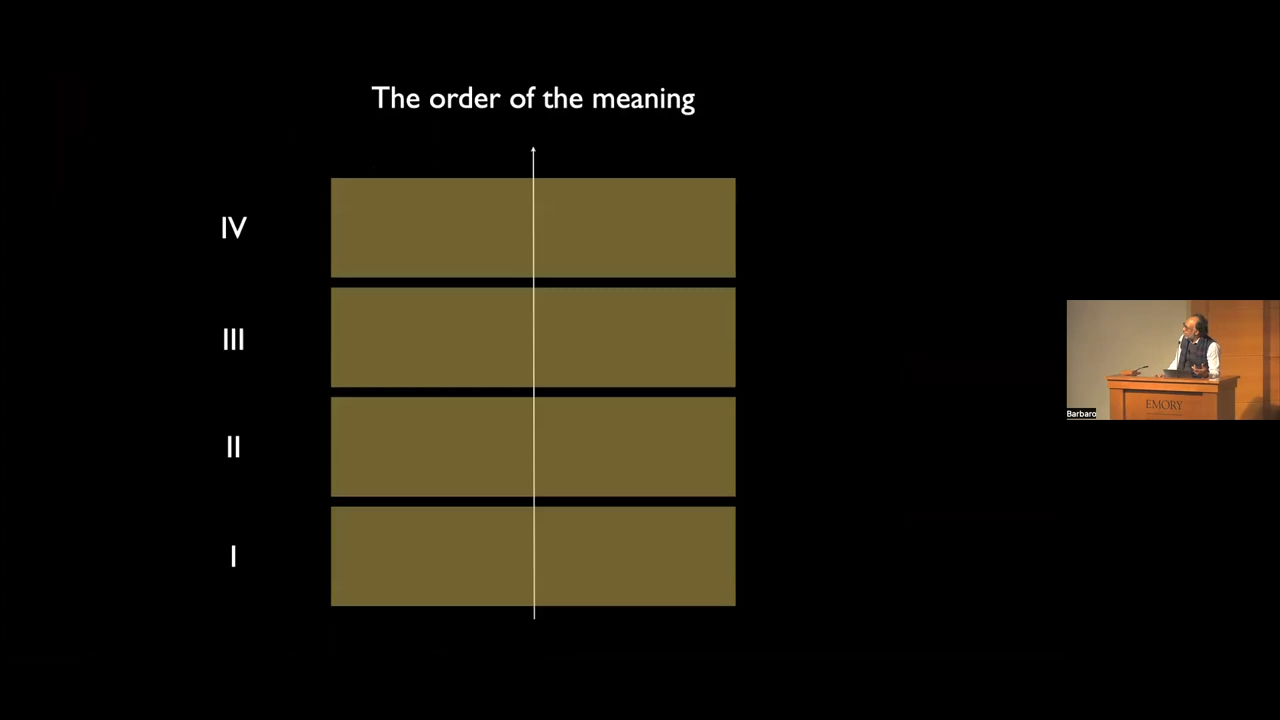 The order of the meaning
IV
III
II
I
EMORY
Barbaro